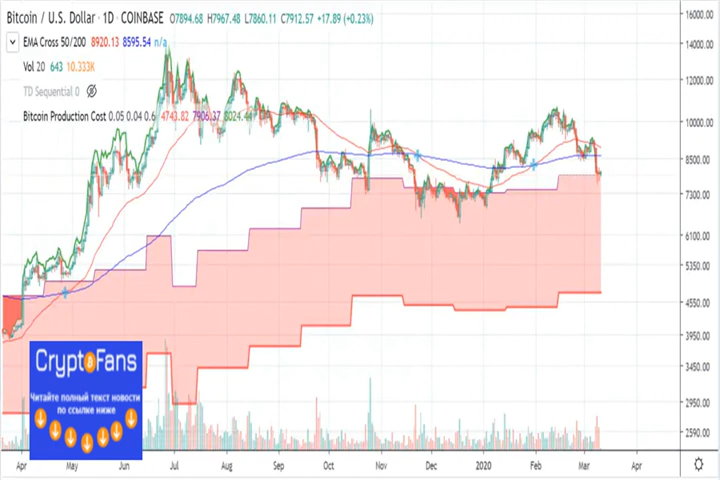 Bitcoin / U.S. Dollar · 1D · COINBASE O7894.68 H7967.48 L7860.11 C7912.57 +17.89 (+0.23%)
EMA Cross 50/200 8920.13 8595.54 n/a
Vol 20 643 10.333K
TD Sequential 0
Bitcoin Production Cost 0.05 0.04 0.6 4743.82 7906.37 8024.44
16000.00
14000.00
12000.00
10000.00
8500.00
7300.00
6100.00
5350.00
4550.00
3950.00
3450.00
2950.00
2590.00
CryptoFans
Читайте полный текст новости
по ссылке ниже
Apr May Jun Jul Aug Sep Oct Nov Dec 2020 Feb Mar Apr